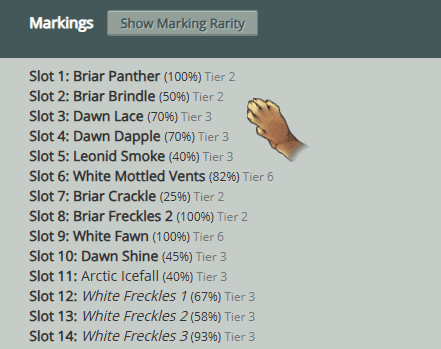 Markings Show Marking Rarity
Slot 1: Briar Panther (100%) Tier 2
Slot 2: Briar Brindle (50%) Tier 2
Slot 3: Dawn Lace (70%) Tier 3
Slot 4: Dawn Dapple (70%) Tier 3
Slot 5: Leonid Smoke (40%) Tier 3
Slot 6: White Mottled Vents (82%) Tier 6
Slot 7: Briar Crackle (25%) Tier 2
Slot 8: Briar Freckles 2 (100%) Tier 2
Slot 9: White Fawn (100%) Tier 6
Slot 10: Dawn Shine (45%) Tier 3
Slot 11: Arctic Icefall (40%) Tier 3
Slot 12: White Freckles 1 (67%) Tier 3
Slot 13: White Freckles 2 (58%) Tier 3
Slot 14: White Freckles 3 (93%) Tier 3